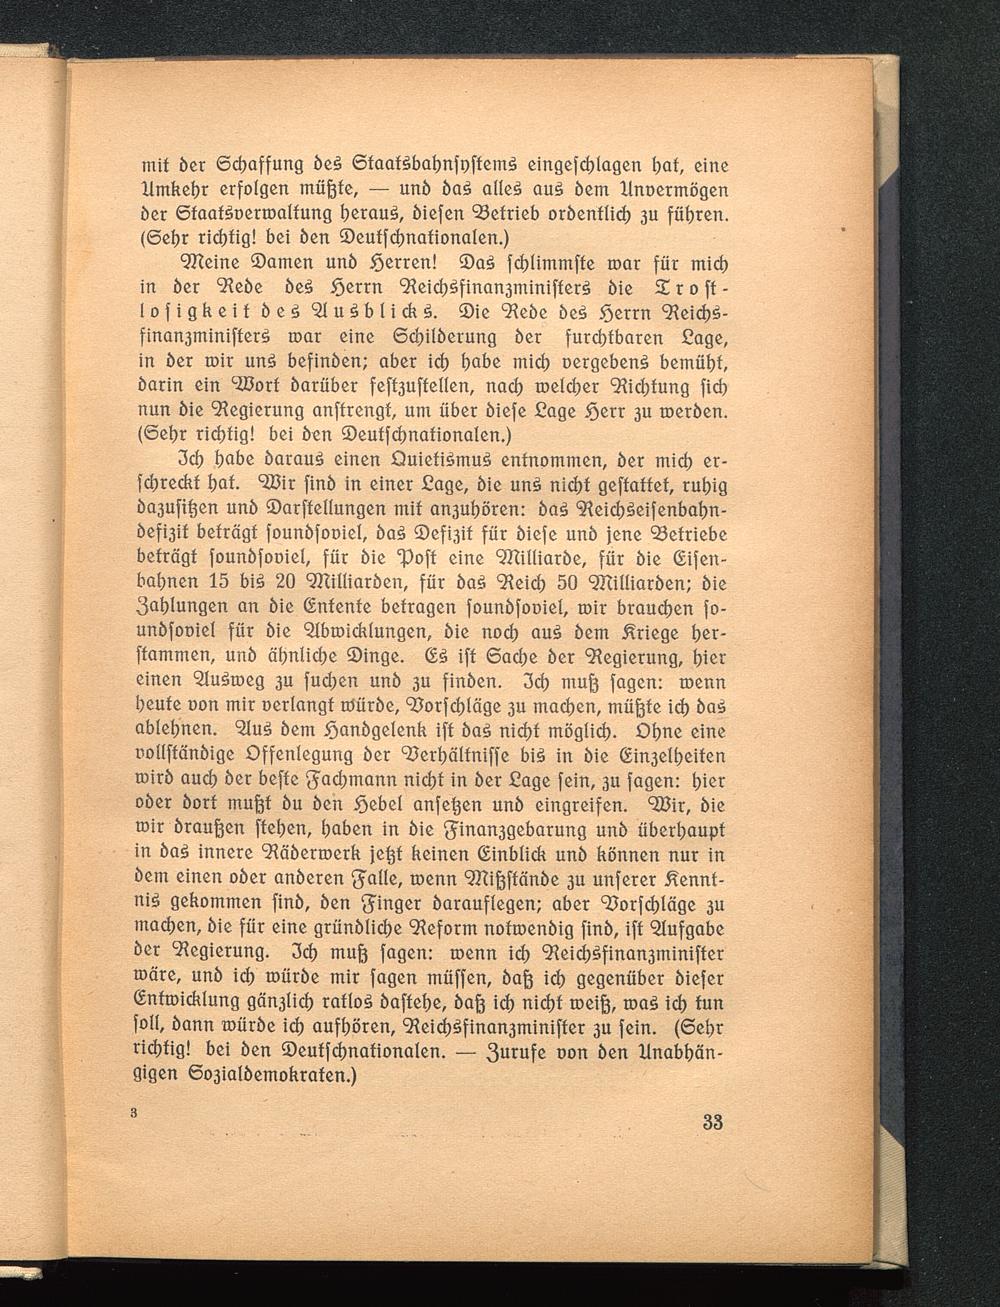 mit der Schaffung des Staatsbahnsystems eingeschlagen hat, eine
Umkehr erfolgen müßte, — und das alles aus dem Unvermögen
der Staatsverwaltung heraus, diesen Betrieb ordentlich zu führen.
(Sehr richtig! bei den Deutschnationalen.)
Meine Damen und Herren! Das schlimmste war für mich
in der Rede des Herrn Reichsfinanzministers die Trost-
losigkeit des Ausblicks. Die Rede des Herrn Reichs-
finanzministers war eine Schilderung der furchtbaren Lage,
in der wir uns befinden; aber ich habe mich vergebens bemüht,
darin ein Wort darüber festzustellen, nach welcher Richtung sich
nun die Regierung anstrengt, um über diese Lage Herr zu werden.
(Sehr richtig! bei den Deutschnationalen.)
Ich habe daraus einen Quietismus entnommen, der mich er-
schreckt hat. Wir sind in einer Lage, die uns nicht gestattet, ruhig
dazusitzen und Darstellungen mit anzuhören: das Reichseisenbahn-
defizit beträgt soundsoviel, das Defizit für diese und jene Betriebe
beträgt soundsoviel, für die Post eine Milliarde, für die Eisen-
bahnen 15 bis 20 Milliarden, für das Reich 50 Milliarden; die
Zahlungen an die Entente betragen soundsoviel, wir brauchen so-
undsoviel für die Abwicklungen, die noch aus dem Kriege her-
stammen, und ähnliche Dinge. Es ist Sache der Regierung, hier
einen Ausweg zu suchen und zu finden. Ich muß sagen: wenn
heute von mir verlangt würde, Vorschläge zu machen, müßte ich das
ablehnen. Aus dem Handgelenk ist das nicht möglich. Ohne eine
vollständige Offenlegung der Verhältnisse bis in die Einzelheiten
wird auch der beste Fachmann nicht in der Lage sein, zu sagen: hier
oder dort mußt du den Hebel ansetzen und eingreifen. Wir, die
wir draußen stehen, haben in die Finanzgebarung und überhaupt
in das innere Räderwerk jetzt keinen Einblick und können nur in
dem einen oder anderen Falle, wenn Mißstände zu unserer Kennt-
nis gekommen sind, den Finger darauflegen; aber Vorschläge zu
machen, die für eine gründliche Reform notwendig sind, ist Aufgabe
der Regierung. Ich muß sagen: wenn ich Reichsfinanzminister
wäre, und ich würde mir sagen müssen, daß ich gegenüber dieser
Entwicklung gänzlich ratlos dastehe, daß ich nicht weiß, was ich tun
soll, dann würde ich aufhören, Reichsfinanzminister zu sein. (Sehr
richtig! bei den Deutschnationalen. — Zurufe von den Unabhän-
gigen Sozialdemokraten.)
3
33